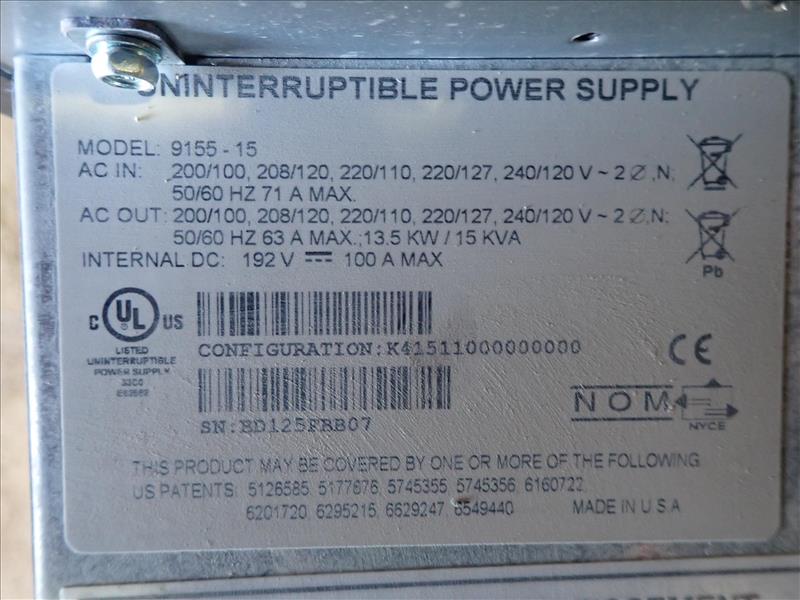 UNINTERRUPTIBLE POWER SUPPLY
MODEL: 9155 - 15
AC IN: 200/100, 208/120, 220/110, 220/127, 240/120 V ~ 2 Ø ,N;
50/60 HZ 71 A MAX.
AC OUT: 200/100, 208/120, 220/110, 220/127, 240/120 V ~ 2 Ø,N;
50/60 HZ 63 A MAX.;13.5 KW / 15 KVA
INTERNAL DC: 192 V ⎓ 100 A MAX
Pb
C UL US
LISTED
UNINTERRUPTIBLE
POWER SUPPLY
33C0
CONFIGURATION:K41511000000000
CE
SN:BD125FBB07
NOM
NYCE
THIS PRODUCT MAY BE COVERED BY ONE OR MORE OF THE FOLLOWING
US PATENTS: 5126585, 5177676, 5745355, 5745356, 6160722,
6201720, 6295215, 6629247, 6549440 MADE IN U.S.A